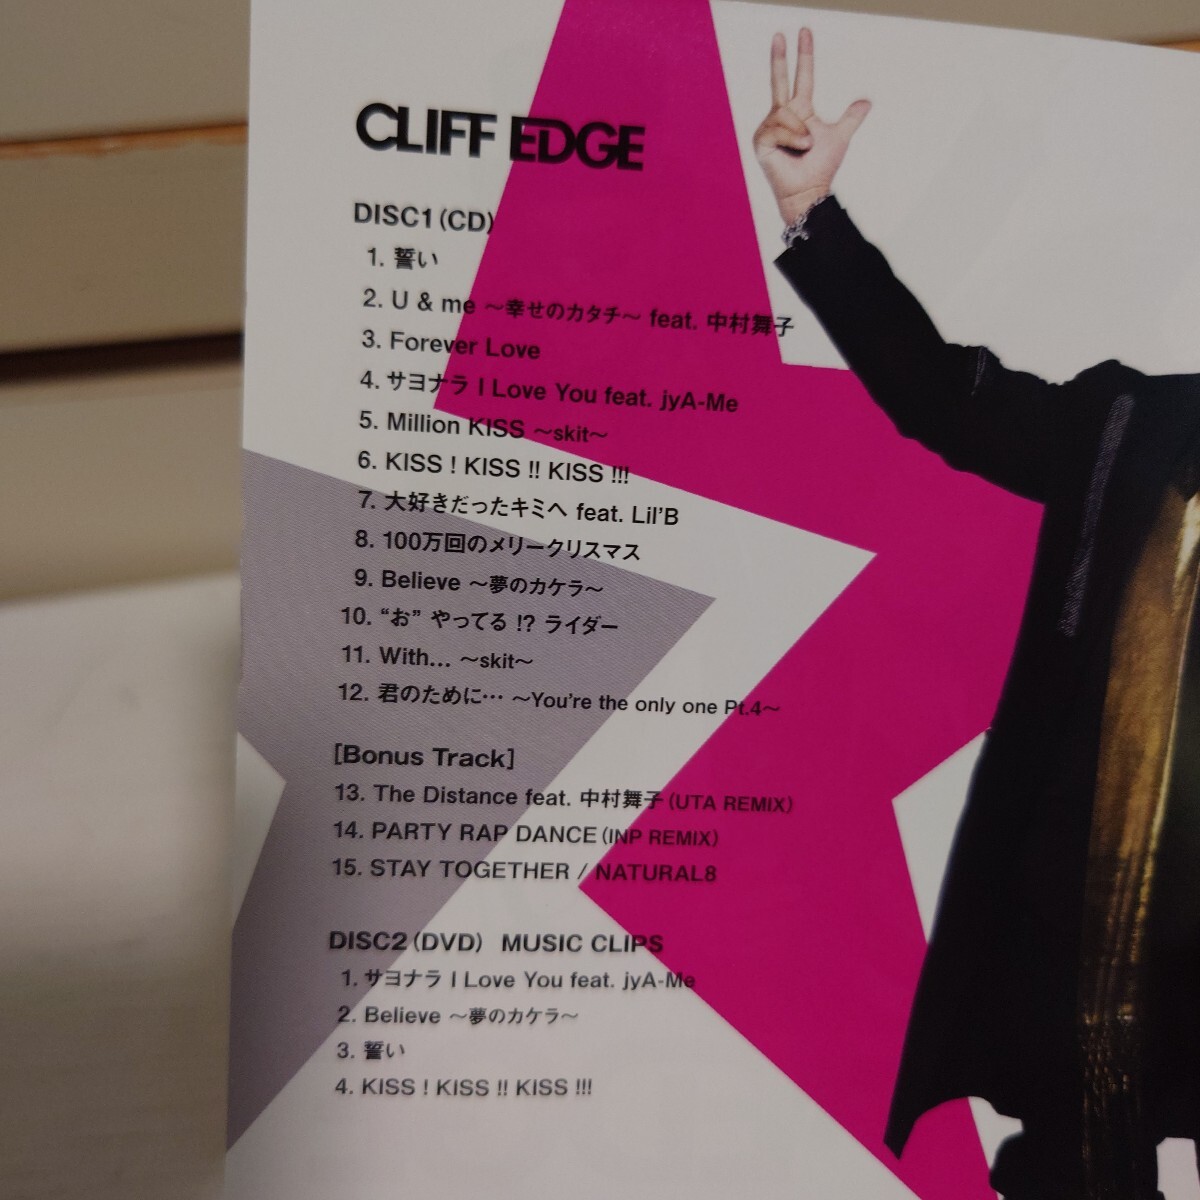 CLIFF EDGE
DISC1(CD)
1. 誓い
2. U & me ～幸せのカタチ～ feat. 中村舞子
3. Forever Love
4. サヨナラ I Love You feat. jyA-Me
5. Million KISS ～skit～
6. KISS ! KISS !! KISS !!!
7. 大好きだったキミへ feat. Lil'B
8. 100万回のメリークリスマス
9. Believe ～夢のカケラ～
10. “お” やってる !? ライダー
11. With... ～skit～
12. 君のために… ～You're the only one Pt.4～
[Bonus Track]
13. The Distance feat. 中村舞子(UTA REMIX)
14. PARTY RAP DANCE(INP REMIX)
15. STAY TOGETHER / NATURAL8
DISC2(DVD) MUSIC CLIPS
1. サヨナラ I Love You feat. jyA-Me
2. Believe ～夢のカケラ～
3. 誓い
4. KISS ! KISS !! KISS !!!